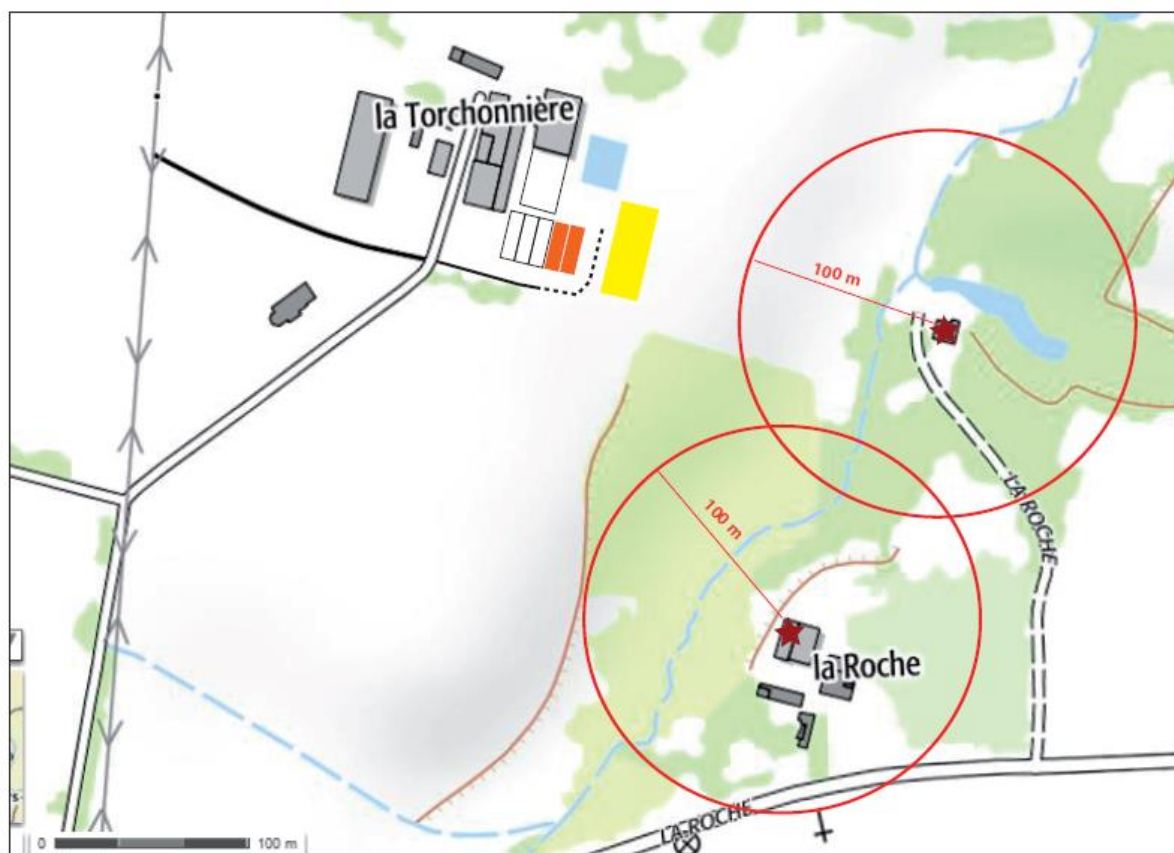 la Torchonnière
100 m
100 m
LA ROCHE
la Roche
LA ROCHE
0 100 m